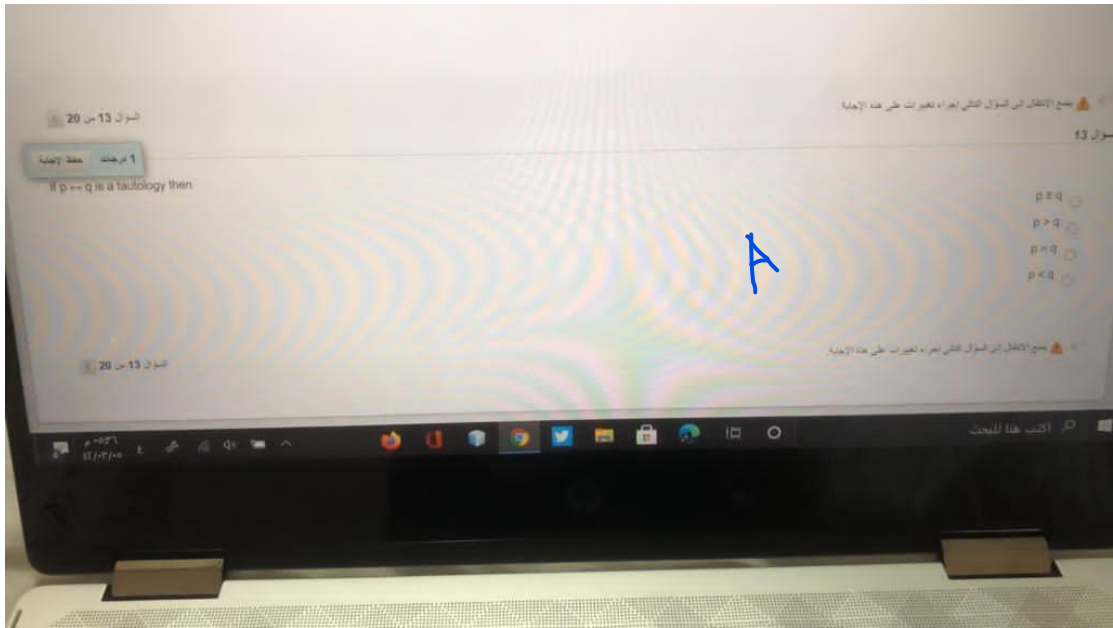 يمنع الانتقال إلى السؤال التالي إجراء تغييرات على هذه الإجابة.
السؤال 13 من 20
سؤال 13
1 درجات حفظ الإجابة
If p ↔ q is a tautology then
p ≡ q
p > q
p = q
p < q
A
يمنع الانتقال إلى السؤال التالي إجراء تغييرات على هذه الإجابة.
السؤال 13 من 20
اكتب هنا للبحث